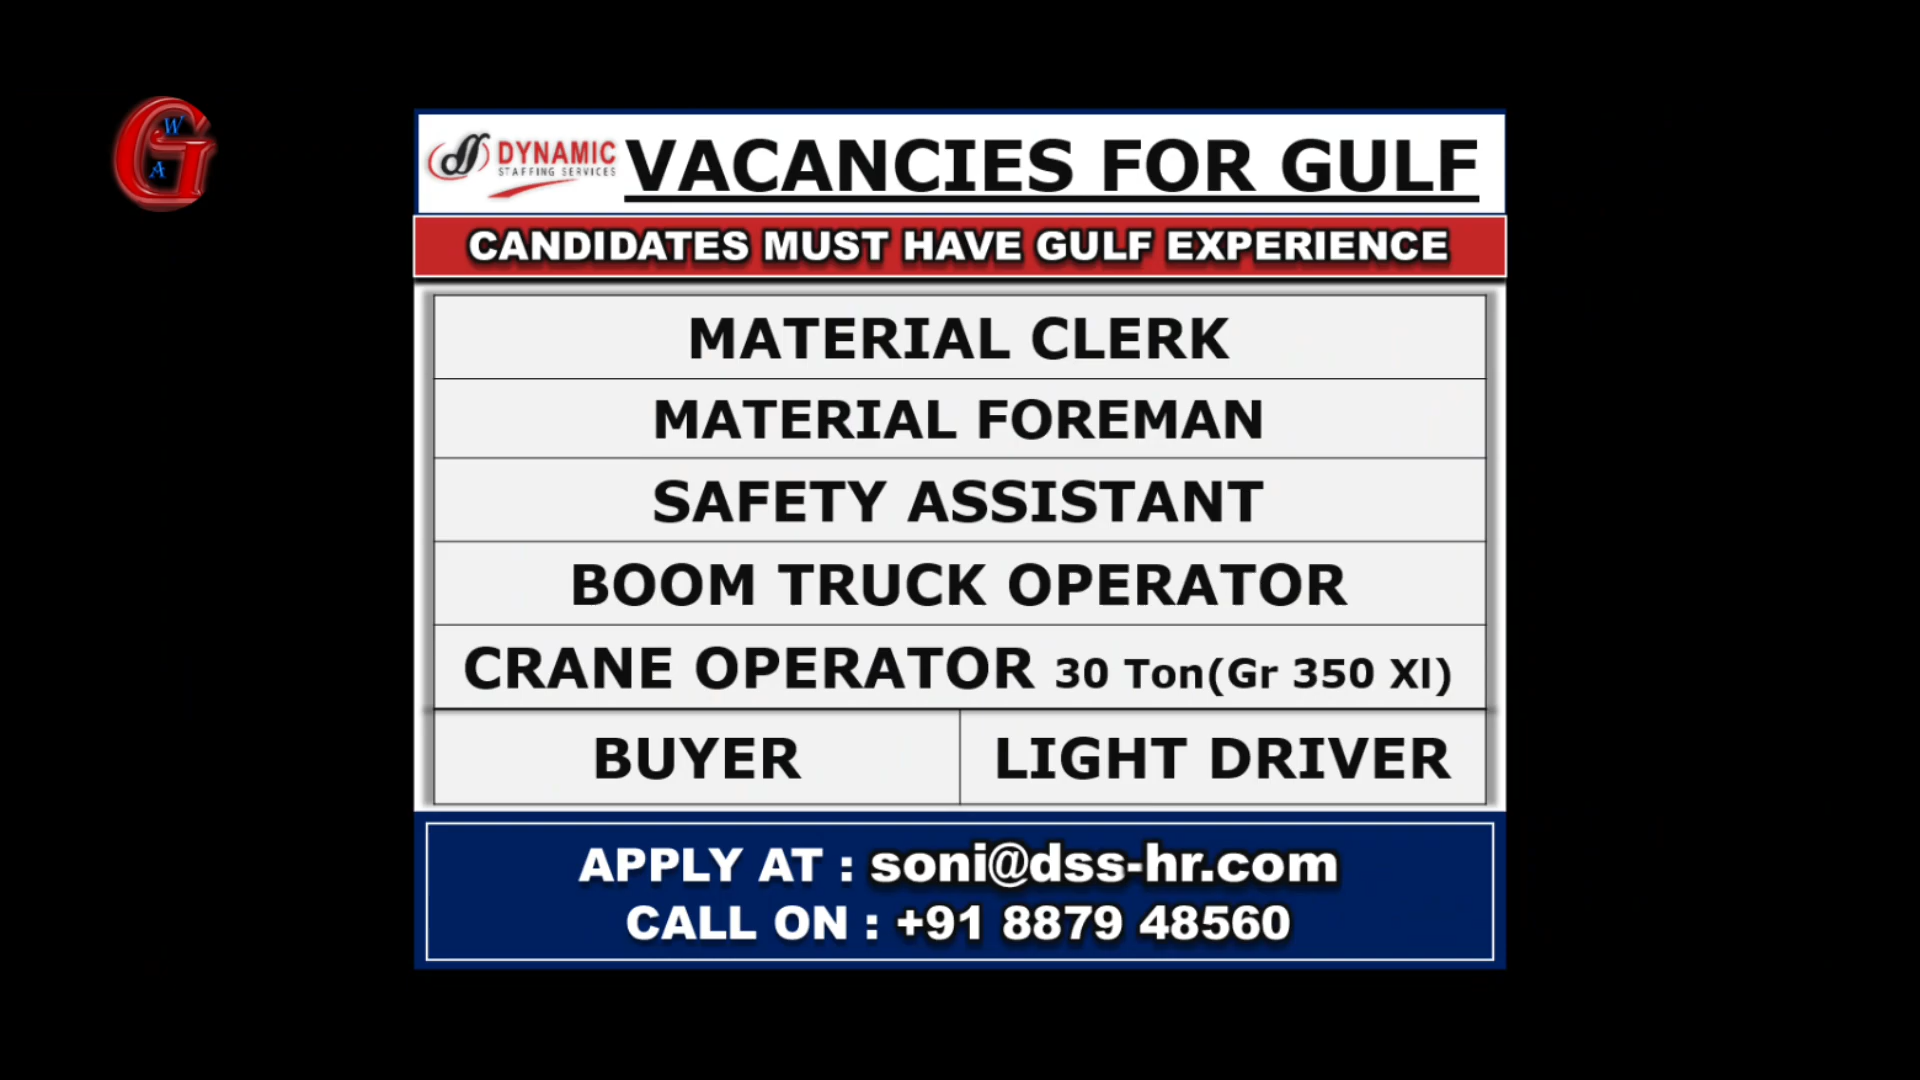 G
W
A
DYNAMIC
STAFFING SERVICES
VACANCIES FOR GULF
CANDIDATES MUST HAVE GULF EXPERIENCE
MATERIAL CLERK
MATERIAL FOREMAN
SAFETY ASSISTANT
BOOM TRUCK OPERATOR
CRANE OPERATOR 30 Ton(Gr 350 Xl)
BUYER
LIGHT DRIVER
APPLY AT : soni@dss-hr.com
CALL ON : +91 8879 48560